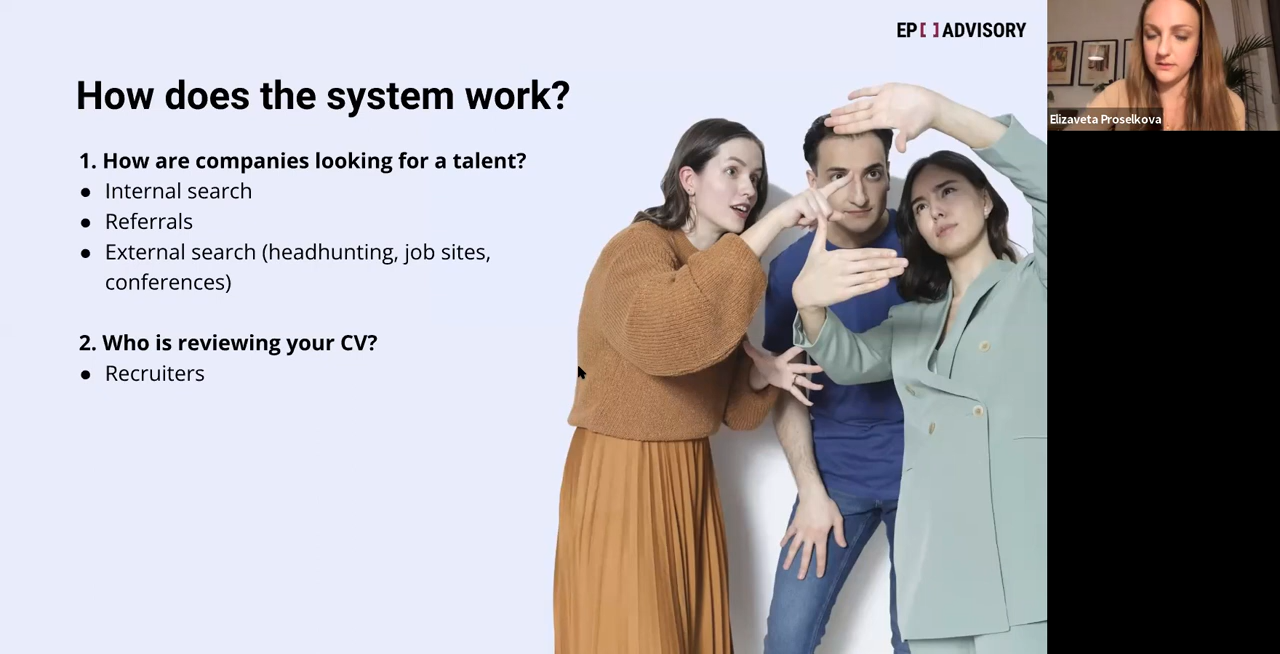 EP[ ]ADVISORY
How does the system work?
1. How are companies looking for a talent?
● Internal search
● Referrals
● External search (headhunting, job sites,
conferences)
2. Who is reviewing your CV?
● Recruiters
Elizaveta Proselkova